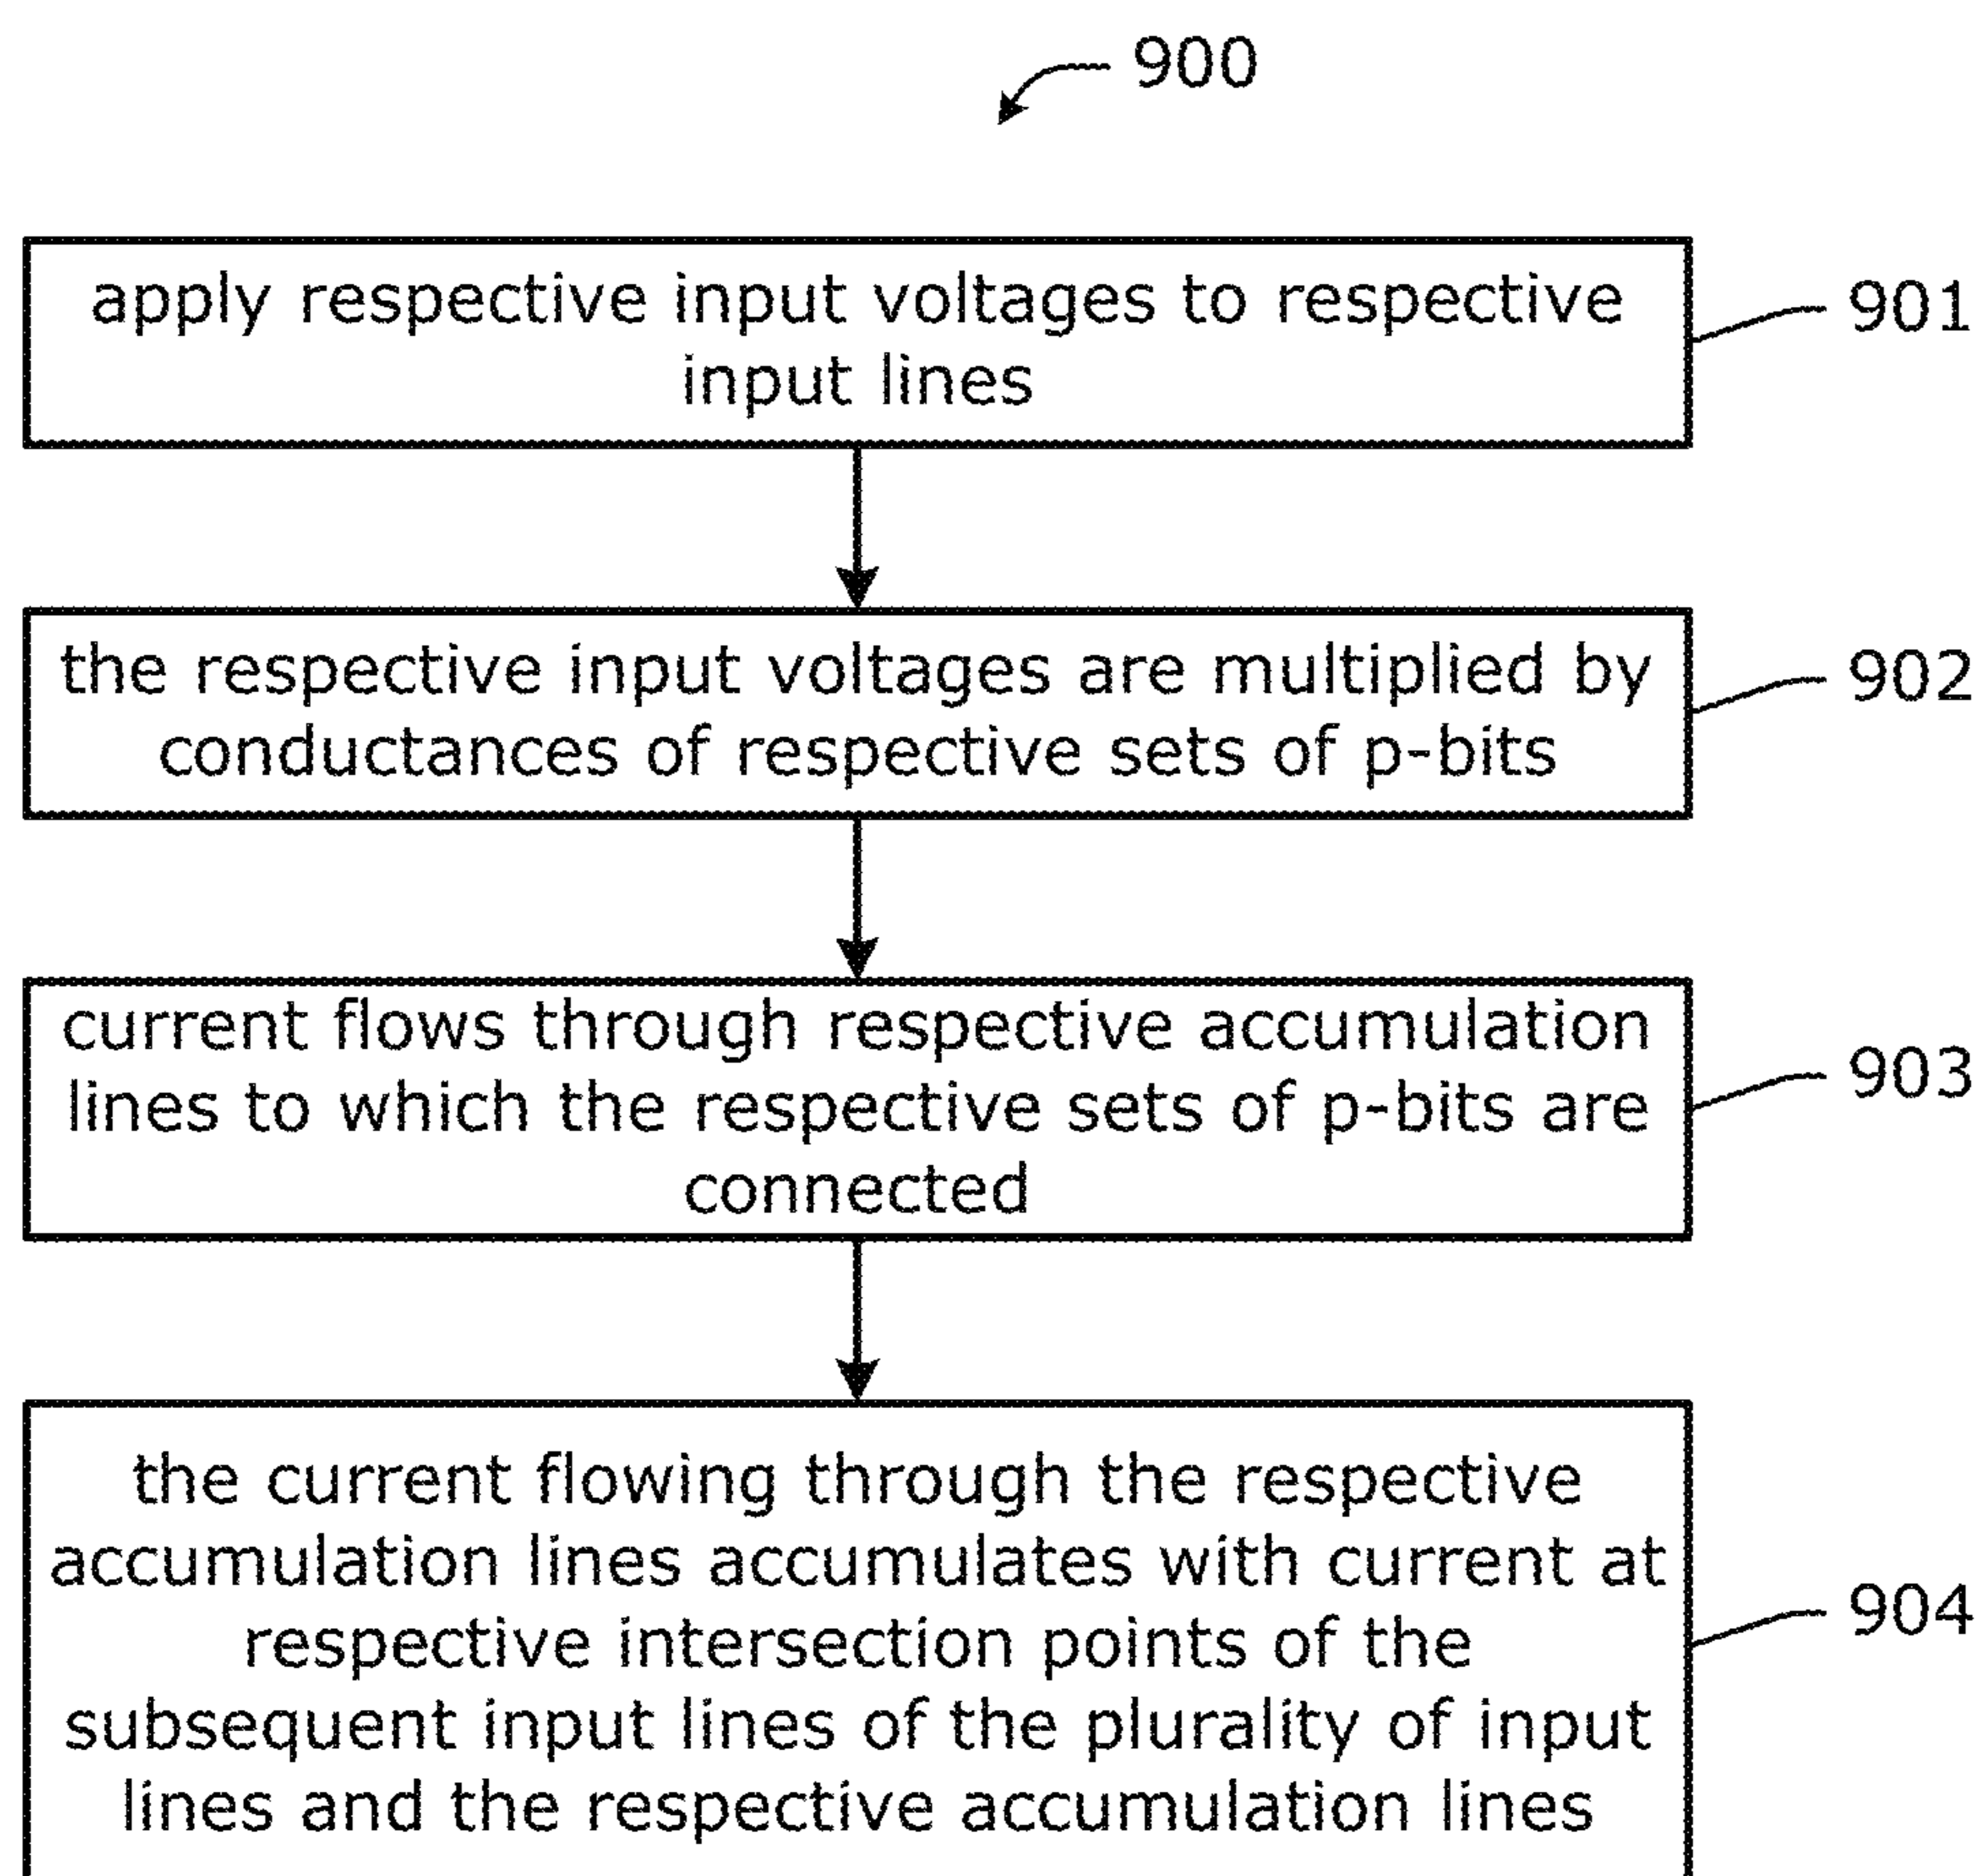 900
apply respective input voltages to respective
input lines
901
the respective input voltages are multiplied by
conductances of respective sets of p-bits
902
current flows through respective accumulation
lines to which the respective sets of p-bits are
connected
903
the current flowing through the respective
accumulation lines accumulates with current at
respective intersection points of the
subsequent input lines of the plurality of input
lines and the respective accumulation lines
904